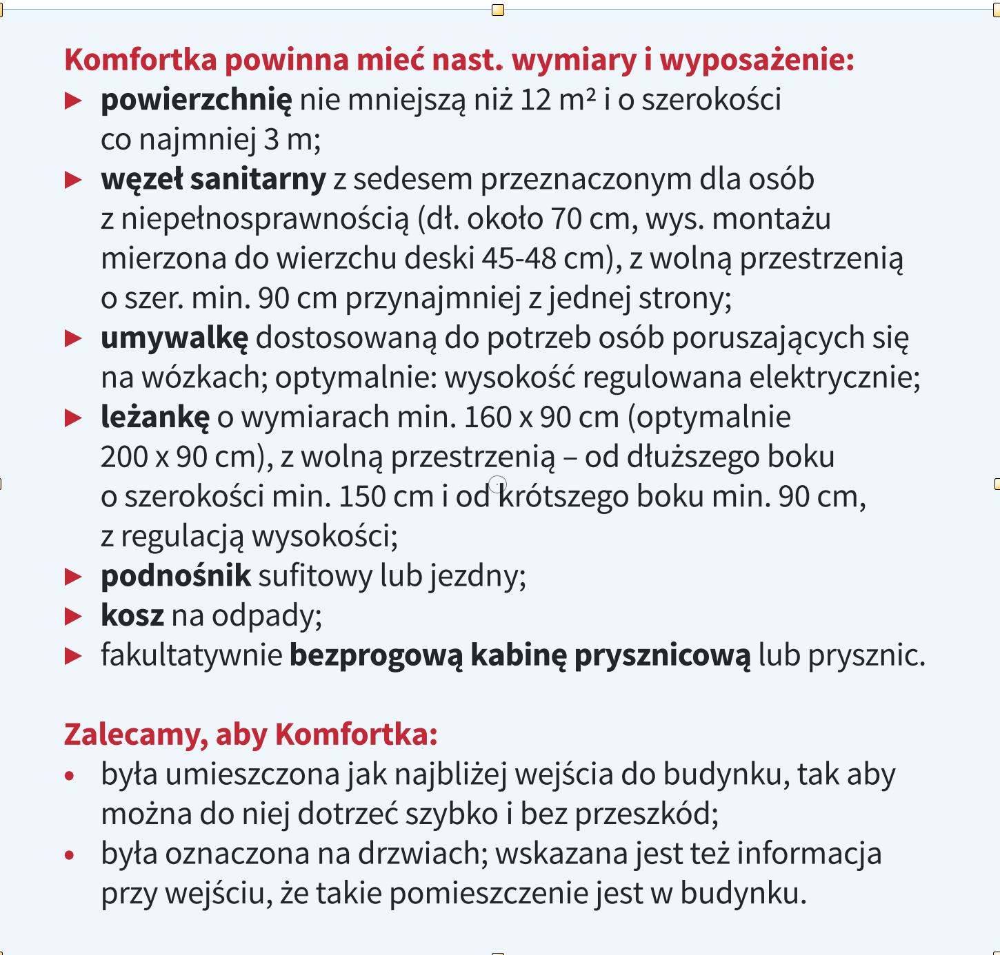 Komfortka powinna mieć nast. wymiary i wyposażenie:
► powierzchnię nie mniejszą niż 12 m² i o szerokości
co najmniej 3 m;
► węzeł sanitarny z sedesem przeznaczonym dla osób
z niepełnosprawnością (dł. około 70 cm, wys. montażu
mierzona do wierzchu deski 45-48 cm), z wolną przestrzenią
o szer. min. 90 cm przynajmniej z jednej strony;
► umywalkę dostosowaną do potrzeb osób poruszających się
na wózkach; optymalnie: wysokość regulowana elektrycznie;
► leżankę o wymiarach min. 160 x 90 cm (optymalnie
200 x 90 cm), z wolną przestrzenią – od dłuższego boku
o szerokości min. 150 cm i od krótszego boku min. 90 cm,
z regulacją wysokości;
► podnośnik sufitowy lub jezdny;
► kosz na odpady;
► fakultatywnie bezprogową kabinę prysznicową lub prysznic.
Zalecamy, aby Komfortka:
• była umieszczona jak najbliżej wejścia do budynku, tak aby
można do niej dotrzeć szybko i bez przeszkód;
• była oznaczona na drzwiach; wskazana jest też informacja
przy wejściu, że takie pomieszczenie jest w budynku.